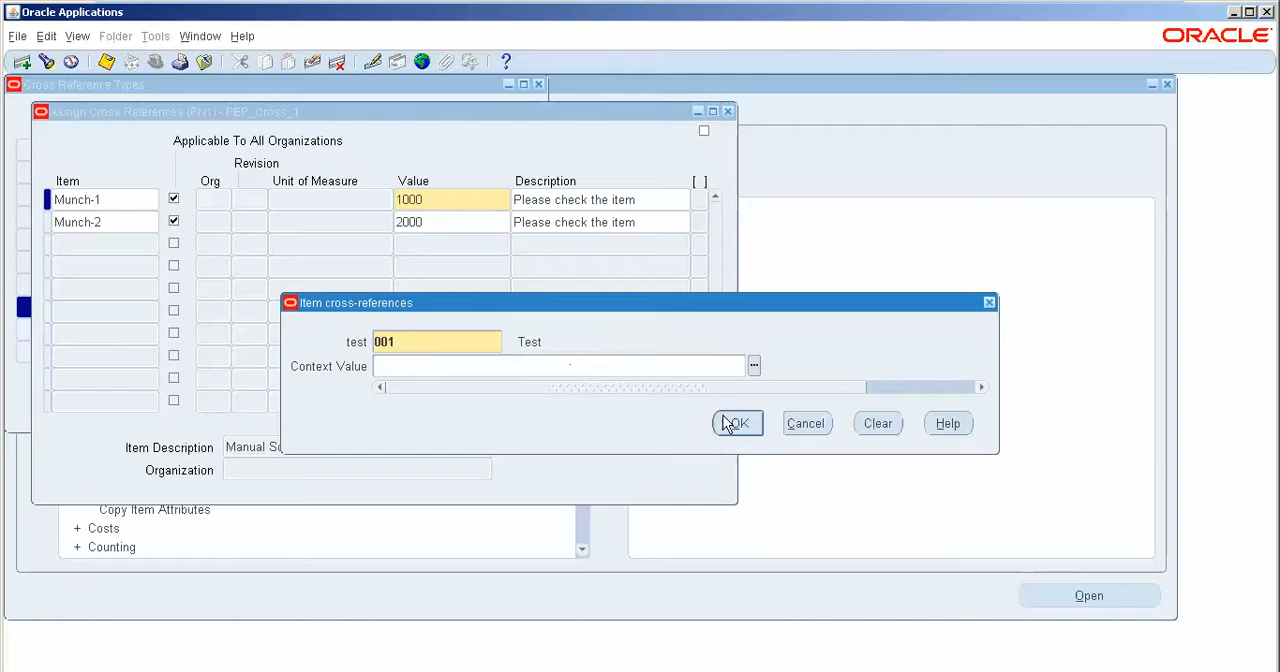 Oracle Applications
File Edit View Folder Tools Window Help
ORACLE
?
Cross Reference Types
Assign Cross References (PN1) - PEP_Cross_1
Applicable To All Organizations
Revision
Item Org Unit of Measure Value Description [ ]
Munch-1 1000 Please check the item
Munch-2 2000 Please check the item
Item cross-references
test 001 Test
Context Value
OK Cancel Clear Help
Item Description Manual
Organization
Copy Item Attributes
+ Costs
+ Counting
Open